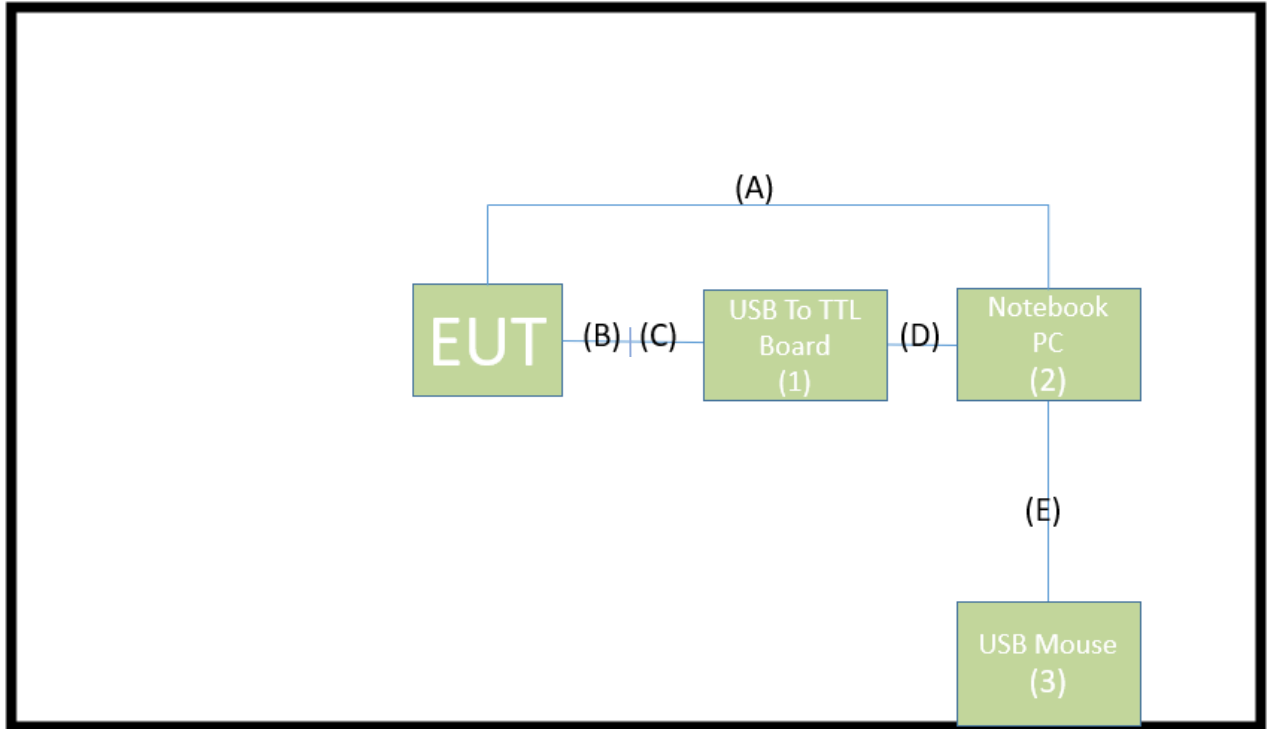 (A)
EUT
(B)
(C)
USB To TTL
Board
(1)
(D)
Notebook
PC
(2)
(E)
USB Mouse
(3)